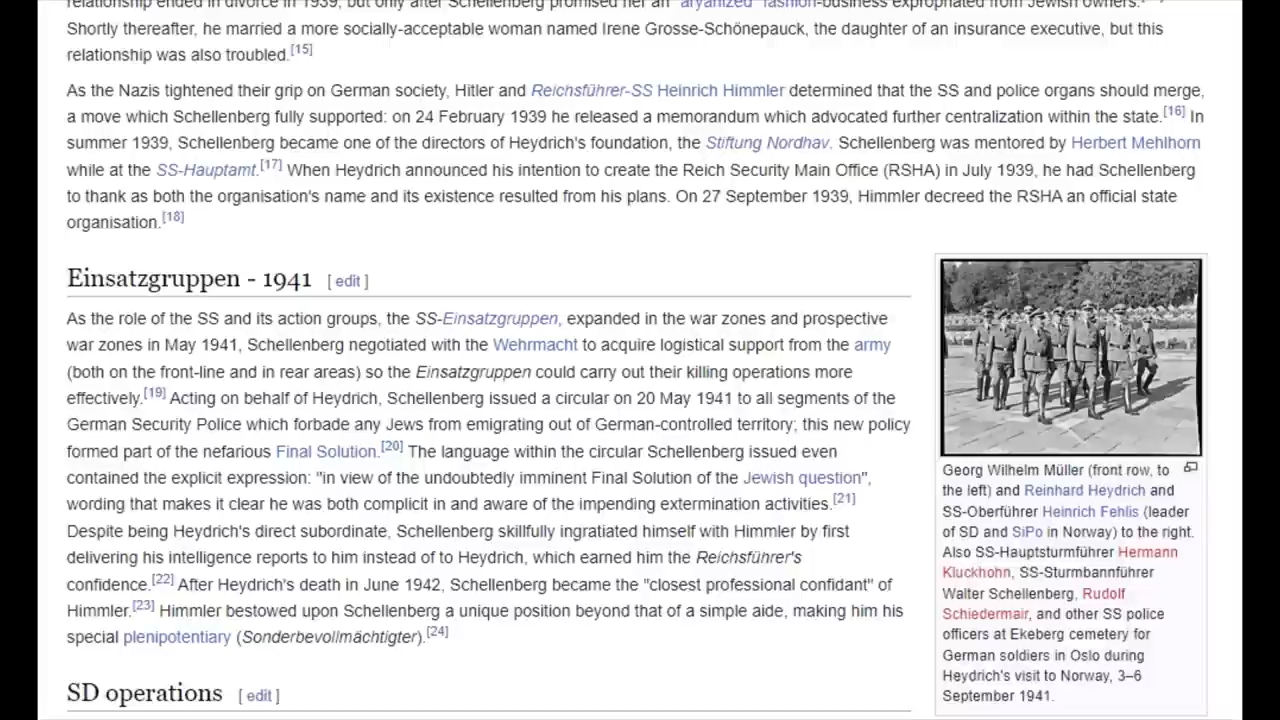 relationship ended in divorce in 1939, but only after Schellenberg promised her an "aryanized" fashion-business expropriated from Jewish owners.
Shortly thereafter, he married a more socially-acceptable woman named Irene Grosse-Schönepauck, the daughter of an insurance executive, but this
relationship was also troubled.[15]
As the Nazis tightened their grip on German society, Hitler and Reichsführer-SS Heinrich Himmler determined that the SS and police organs should merge,
a move which Schellenberg fully supported: on 24 February 1939 he released a memorandum which advocated further centralization within the state.[16] In
summer 1939, Schellenberg became one of the directors of Heydrich's foundation, the Stiftung Nordhav. Schellenberg was mentored by Herbert Mehlhorn
while at the SS-Hauptamt.[17] When Heydrich announced his intention to create the Reich Security Main Office (RSHA) in July 1939, he had Schellenberg
to thank as both the organisation's name and its existence resulted from his plans. On 27 September 1939, Himmler decreed the RSHA an official state
organisation.[18]
Einsatzgruppen - 1941 [ edit ]
As the role of the SS and its action groups, the SS-Einsatzgruppen, expanded in the war zones and prospective
war zones in May 1941, Schellenberg negotiated with the Wehrmacht to acquire logistical support from the army
(both on the front-line and in rear areas) so the Einsatzgruppen could carry out their killing operations more
effectively.[19] Acting on behalf of Heydrich, Schellenberg issued a circular on 20 May 1941 to all segments of the
German Security Police which forbade any Jews from emigrating out of German-controlled territory; this new policy
formed part of the nefarious Final Solution.[20] The language within the circular Schellenberg issued even
contained the explicit expression: "in view of the undoubtedly imminent Final Solution of the Jewish question",
wording that makes it clear he was both complicit in and aware of the impending extermination activities.[21]
Despite being Heydrich's direct subordinate, Schellenberg skillfully ingratiated himself with Himmler by first
delivering his intelligence reports to him instead of to Heydrich, which earned him the Reichsführer's
confidence.[22] After Heydrich's death in June 1942, Schellenberg became the "closest professional confidant" of
Himmler.[23] Himmler bestowed upon Schellenberg a unique position beyond that of a simple aide, making him his
special plenipotentiary (Sonderbevollmächtigter).[24]
Georg Wilhelm Müller (front row, to
the left) and Reinhard Heydrich and
SS-Oberführer Heinrich Fehlis (leader
of SD and SiPo in Norway) to the right.
Also SS-Hauptsturmführer Hermann
Kluckhohn, SS-Sturmbannführer
Walter Schellenberg, Rudolf
Schiedermair, and other SS police
officers at Ekeberg cemetery for
German soldiers in Oslo during
Heydrich's visit to Norway, 3–6
September 1941.
SD operations [ edit ]